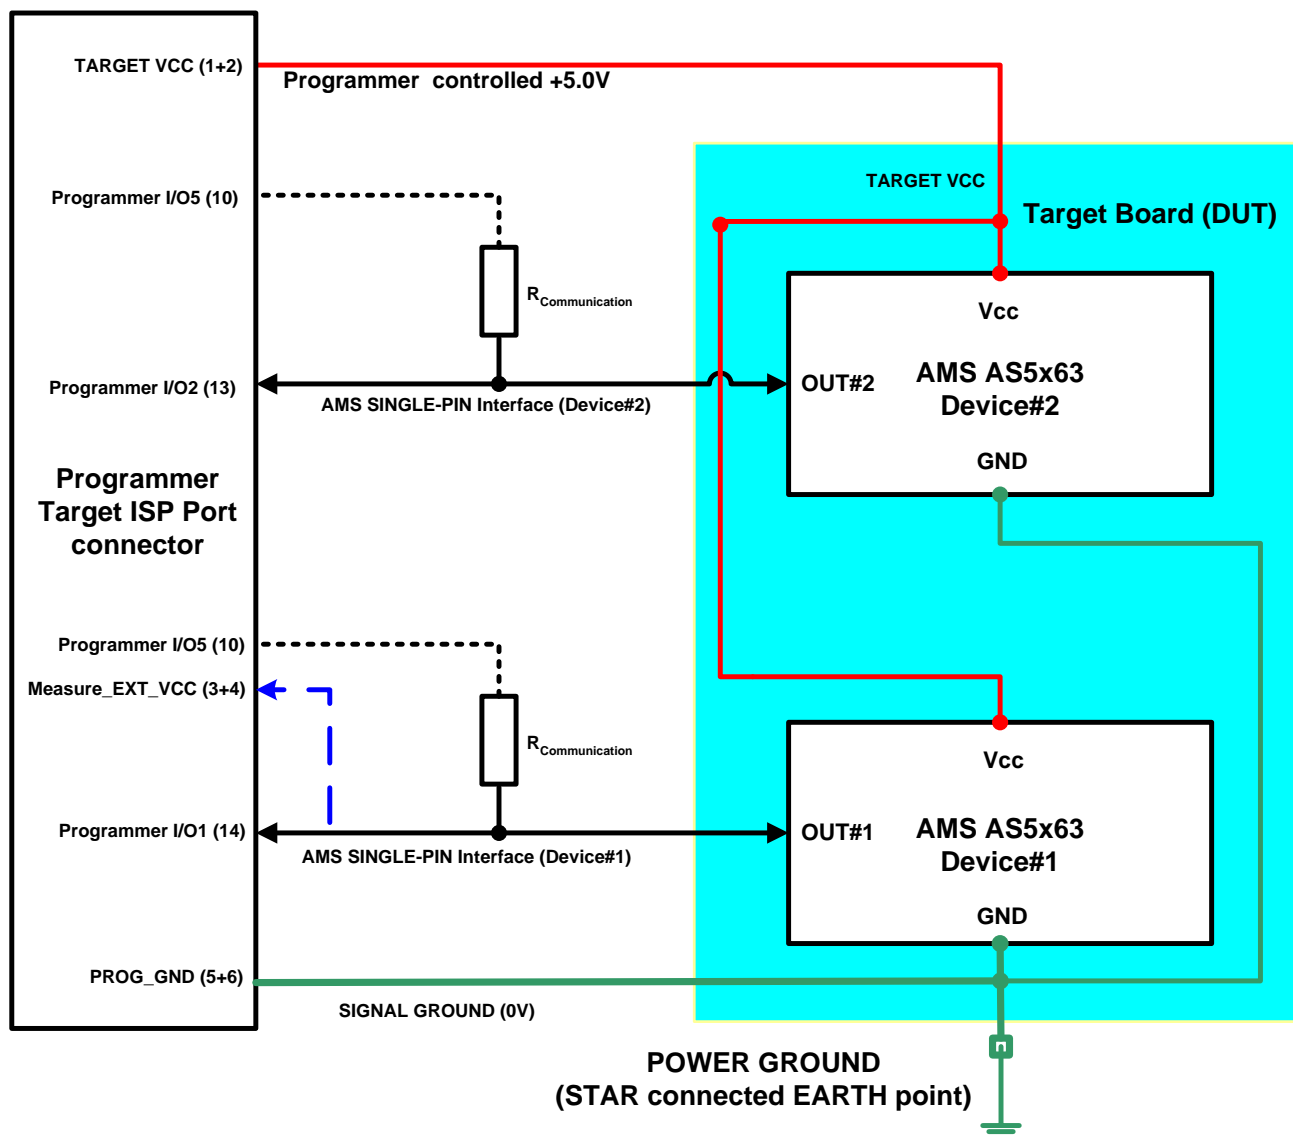 TARGET VCC (1+2)
Programmer controlled +5.0V
Programmer I/O5 (10)
TARGET VCC
Target Board (DUT)
RCommunication
Vcc
Programmer I/O2 (13)
AMS SINGLE-PIN Interface (Device#2)
OUT#2
AMS AS5x63
Device#2
GND
Programmer
Target ISP Port
connector
Programmer I/O5 (10)
Measure_EXT_VCC (3+4)
RCommunication
Vcc
Programmer I/O1 (14)
AMS SINGLE-PIN Interface (Device#1)
OUT#1
AMS AS5x63
Device#1
GND
PROG_GND (5+6)
SIGNAL GROUND (0V)
POWER GROUND
(STAR connected EARTH point)